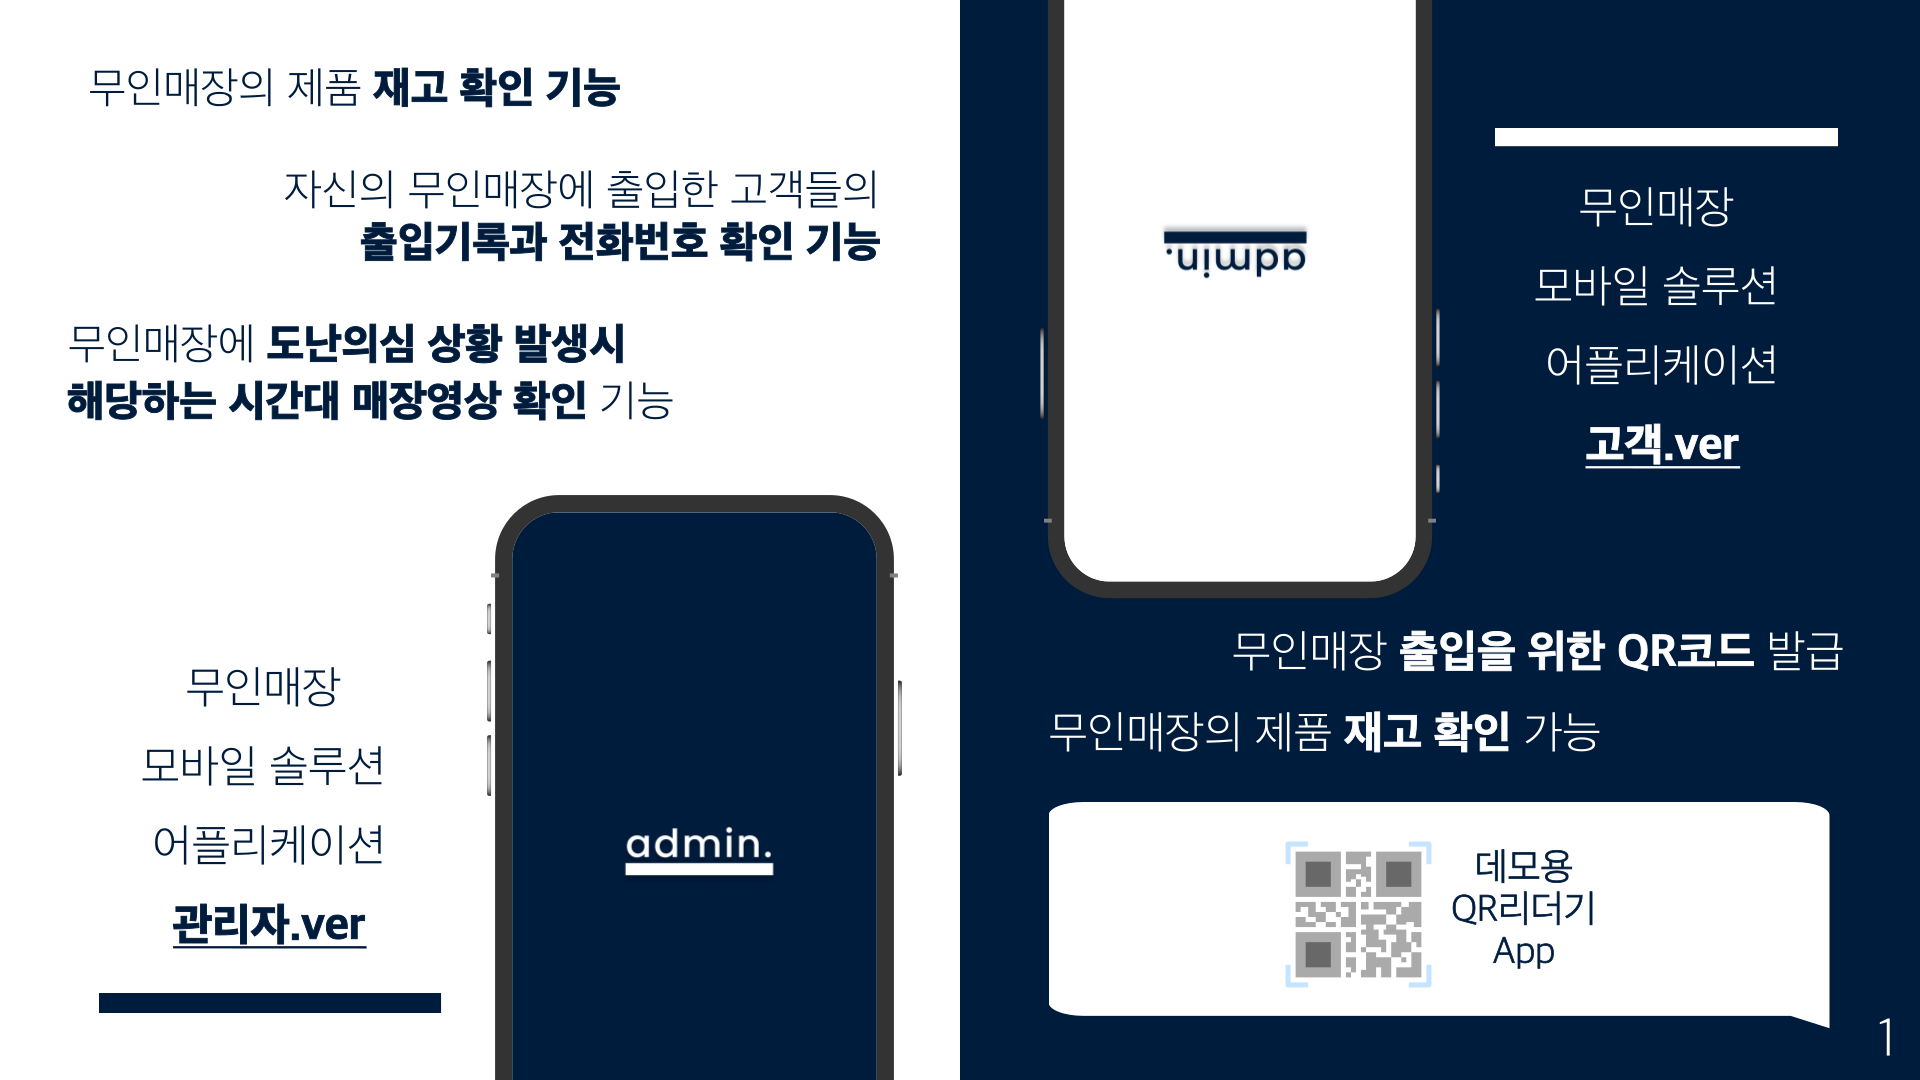 무인매장의 제품 재고 확인 기능
자신의 무인매장에 출입한 고객들의
출입기록과 전화번호 확인 기능
무인매장에 도난의심 상황 발생시
해당하는 시간대 매장영상 확인 기능
무인매장
모바일 솔루션
어플리케이션
관리자.ver
admin.
admin.
무인매장
모바일 솔루션
어플리케이션
고객.ver
무인매장 출입을 위한 QR코드 발급
무인매장의 제품 재고 확인 가능
데모용
QR리더기
App
1